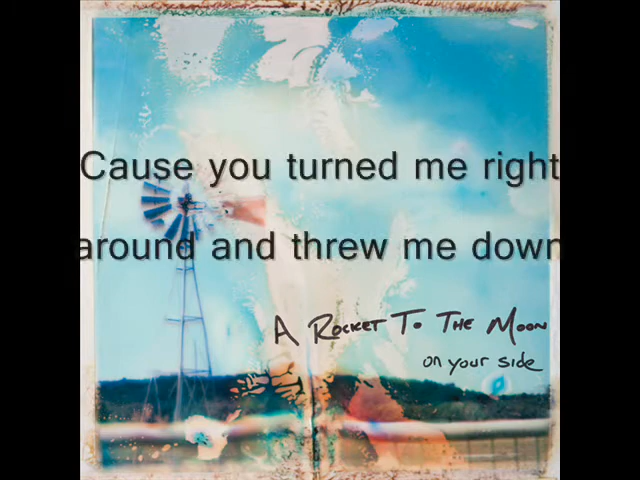 Cause you turned me right
around and threw me down
A Rocket To The Moon
on your side